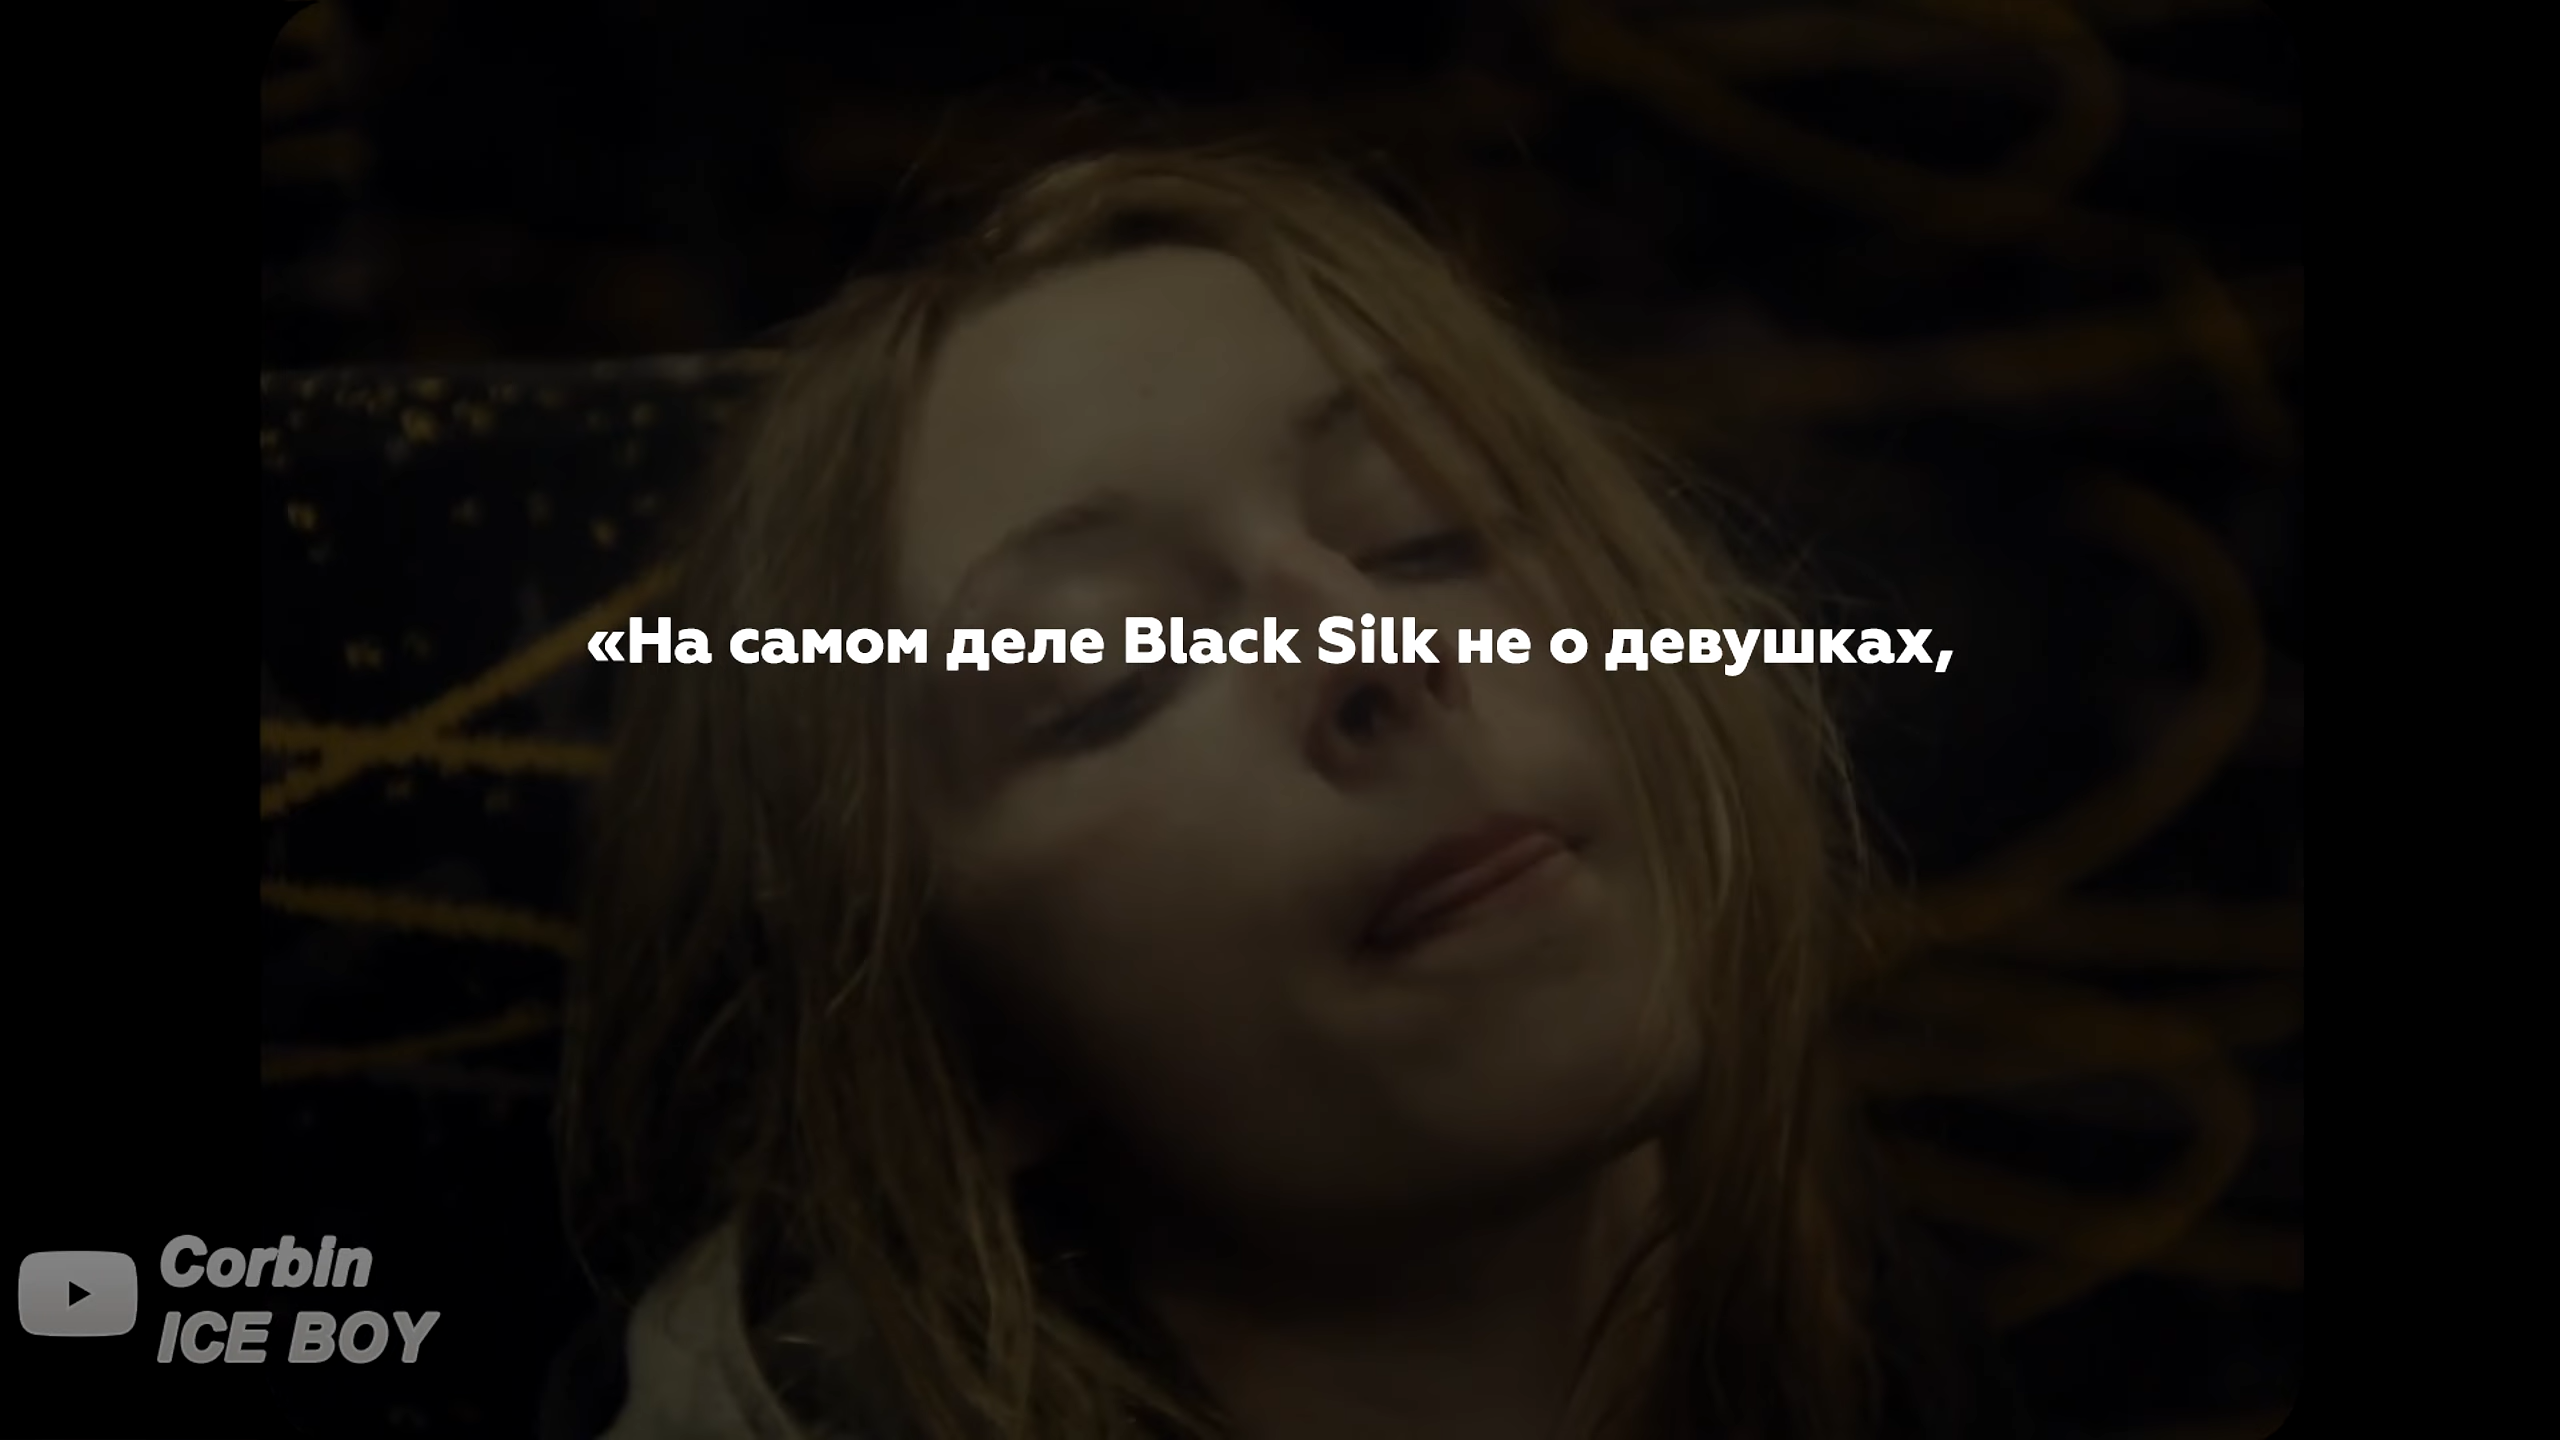 «На самом деле Black Silk не о девушках,
Corbin
ICE BOY